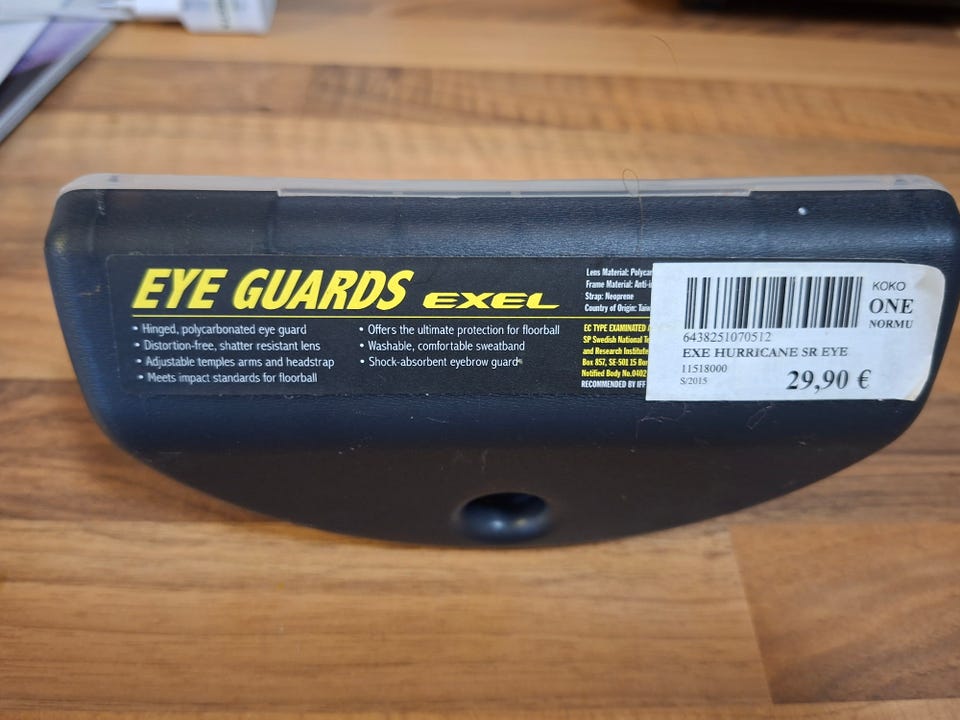 EYE GUARDS EXEL
• Hinged, polycarbonated eye guard
• Distortion-free, shatter resistant lens
• Adjustable temples arms and headstrap
• Meets impact standards for floorball
• Offers the ultimate protection for floorball
• Washable, comfortable sweatband
• Shock-absorbent eyebrow guard
Lens Material:
Frame Material:
Strap: Neoprene
Country of Origin:
EC TYPE EXAMINATED
SP Swedish National
and Research Institute
Box 857, SE-501 15
Notified Body No.0402
RECOMMENDED BY IFF
6438251070512
EXE HURRICANE SR EYE
11518000
S/2015
29,90 €
KOKO
ONE
NORMU